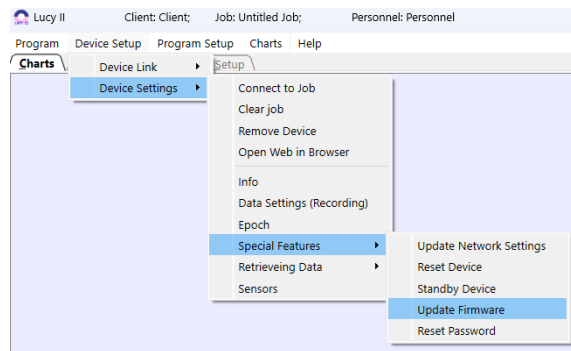 Lucy II Client: Client; Job: Untitled Job; Personnel: Personnel
Program Device Setup Program Setup Charts Help
Charts Setup
Device Link
Device Settings
Connect to Job
Clear job
Remove Device
Open Web in Browser
Info
Data Settings (Recording)
Epoch
Special Features
Retrieveing Data
Sensors
Update Network Settings
Reset Device
Standby Device
Update Firmware
Reset Password